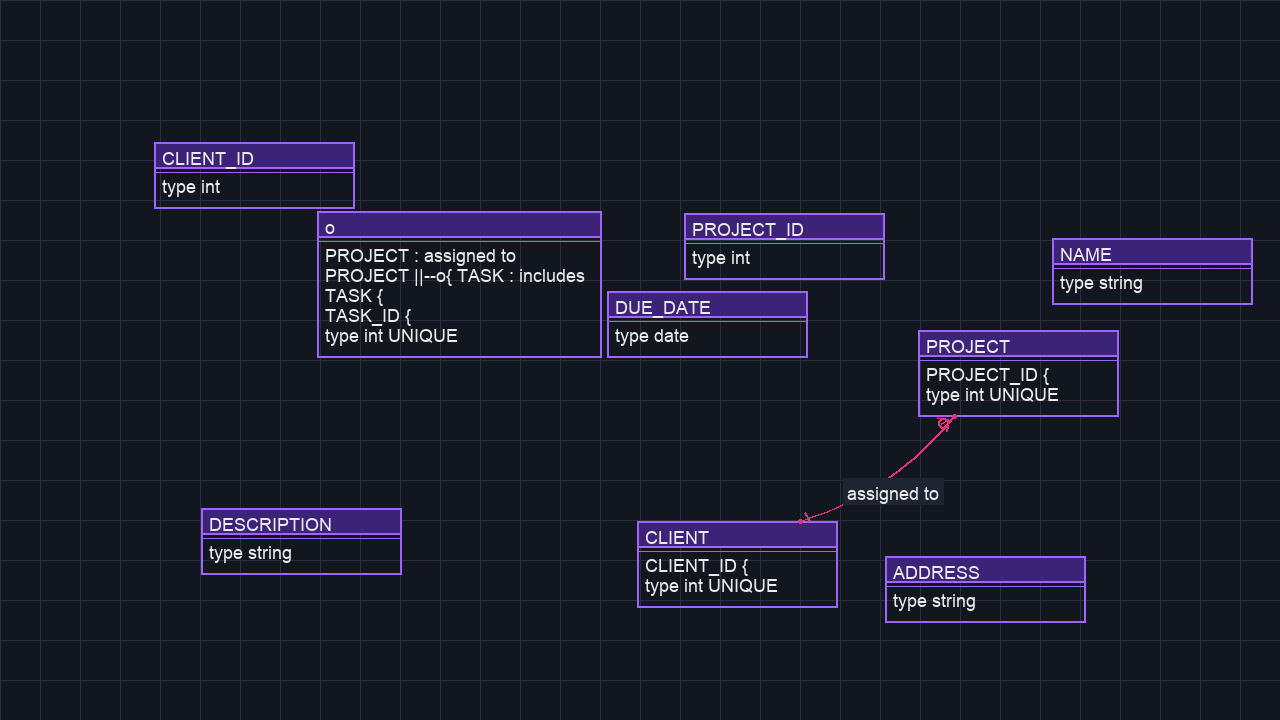 CLIENT_ID
type int
o
PROJECT : assigned to
PROJECT ||--o{ TASK : includes
TASK {
TASK_ID {
type int UNIQUE
PROJECT_ID
type int
NAME
type string
DUE_DATE
type date
PROJECT
PROJECT_ID {
type int UNIQUE
assigned to
DESCRIPTION
type string
CLIENT
CLIENT_ID {
type int UNIQUE
ADDRESS
type string